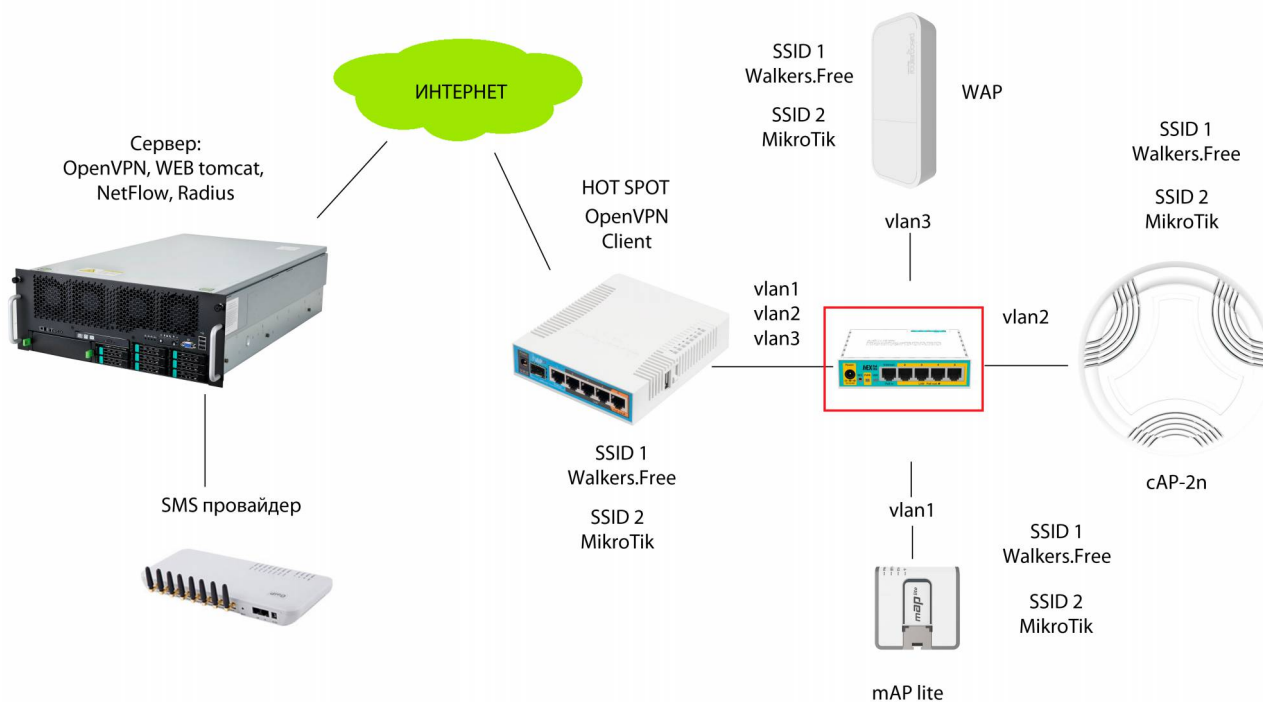 ИНТЕРНЕТ
Сервер:
OpenVPN, WEB tomcat,
NetFlow, Radius
SMS провайдер
HOT SPOT
OpenVPN
Client
SSID 1
Walkers.Free
SSID 2
MikroTik
vlan1
vlan2
vlan3
SSID 1
Walkers.Free
SSID 2
MikroTik
WAP
vlan3
vlan2
SSID 1
Walkers.Free
SSID 2
MikroTik
cAP-2n
vlan1
SSID 1
Walkers.Free
SSID 2
MikroTik
mAP lite
mAP lite